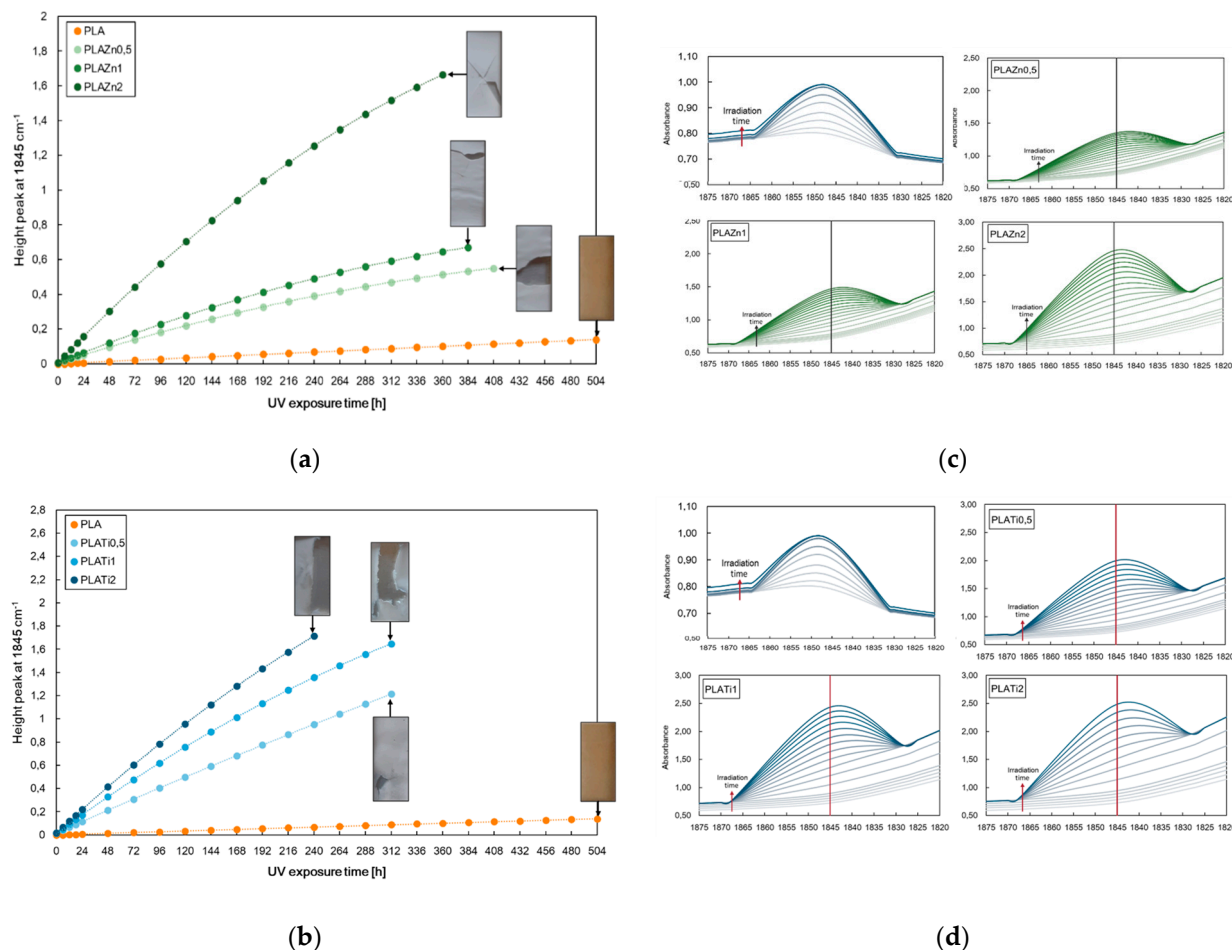 2
1,8
1,6
1,4
1,2
1
0,8
0,6
0,4
0,2
0
Height peak at 1845 cm⁻¹
PLA
PLAZn0,5
PLAZn1
PLAZn2
0 24 48 72 96 120 144 168 192 216 240 264 288 312 336 360 384 408 432 456 480 504
UV exposure time [h]
(a)
1,10
1,00
0,90
0,80
0,70
0,50
Absorbance
Irradiation
time
1875 1870 1865 1860 1855 1850 1845 1840 1835 1830 1825 1820
PLAZn0,5
2,50
2,00
1,50
1,00
Absorbance
Irradiation
time
1875 1870 1865 1860 1855 1850 1845 1840 1835 1830 1825 1820
PLAZn1
2,50
2,00
1,50
1,00
0,50
Absorbance
Irradiation
time
1875 1870 1865 1860 1855 1850 1845 1840 1835 1830 1825 1820
PLAZn2
3,00
2,50
2,00
1,50
1,00
0,50
Irradiation
time
1875 1870 1865 1860 1855 1850 1845 1840 1835 1830 1825 1820
(c)
2,8
2,6
2,4
2,2
2
1,8
1,6
1,4
1,2
1
0,8
0,6
0,4
0,2
0
Height peak at 1845 cm⁻¹
PLA
PLATi0,5
PLATi1
PLATi2
0 24 48 72 96 120 144 168 192 216 240 264 288 312 336 360 384 408 432 456 480 504
UV exposure time [h]
(b)
1,10
1,00
0,90
0,80
0,70
0,50
Absorbance
Irradiation
time
1875 1870 1865 1860 1855 1850 1845 1840 1835 1830 1825 1820
PLATi0,5
3,00
2,50
2,00
1,50
1,00
0,50
Irradiation
time
1875 1870 1865 1860 1855 1850 1845 1840 1835 1830 1825 1820
PLATi1
3,00
2,50
2,00
1,50
1,00
0,50
Absorbance
Irradiation
time
1875 1870 1865 1860 1855 1850 1845 1840 1835 1830 1825 1820
PLATi2
3,00
2,50
2,00
1,50
1,00
0,50
Irradiation
time
1875 1870 1865 1860 1855 1850 1845 1840 1835 1830 1825 1820
(d)